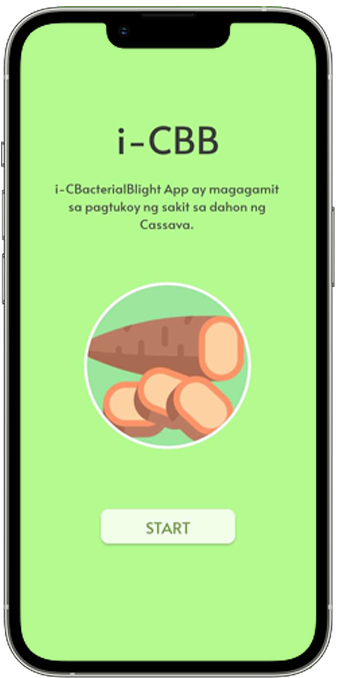 i-CBB
i-CBacterialBlight App ay magagamit
sa pagtukoy ng sakit sa dahon ng
Cassava.
START